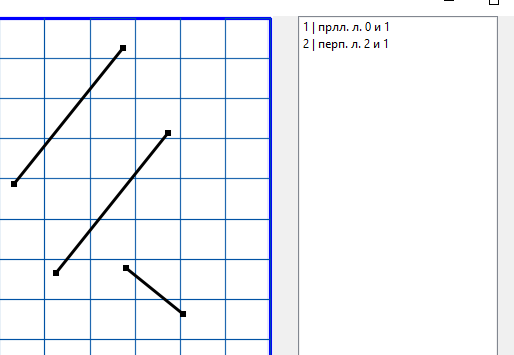 1 | прлл. л. 0 и 1
2 | перп. л. 2 и 1